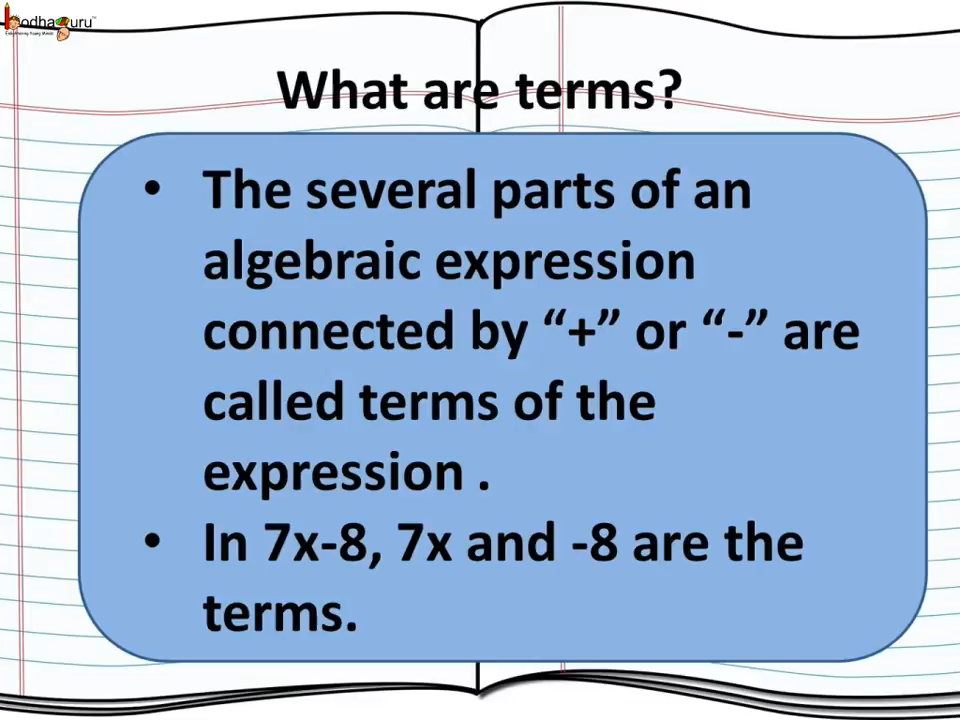 odhaguru™
What are terms?
• The several parts of an
algebraic expression
connected by “+” or “-” are
called terms of the
expression .
• In 7x-8, 7x and -8 are the
terms.